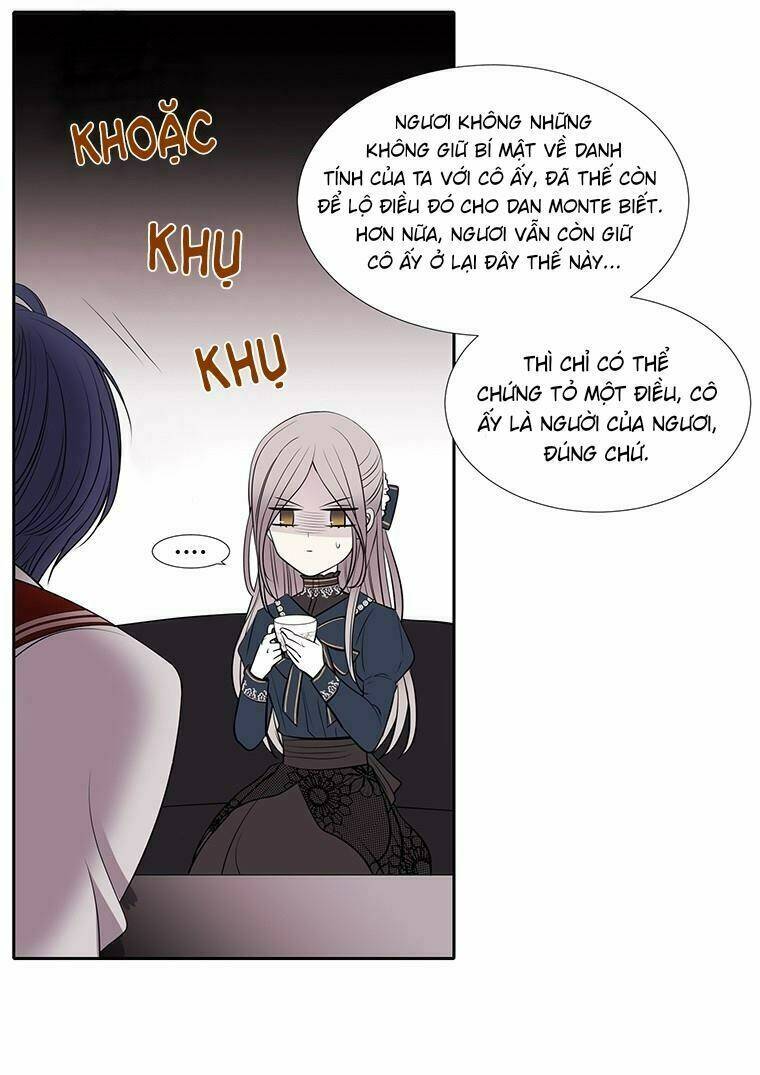 KHOẶC
KHỤ
KHỤ
NGƯƠI KHÔNG NHỮNG
KHÔNG GIỮ BÍ MẬT VỀ DANH
TÍNH CỦA TA VỚI CÔ ẤY, ĐÃ THẾ CÒN
ĐỂ LỘ ĐIỀU ĐÓ CHO DAN MONTE BIẾT.
HƠN NỮA, NGƯƠI VẪN CÒN GIỮ
CÔ ẤY Ở LẠI ĐÂY THẾ NÀY...
THÌ CHỈ CÓ THỂ
CHỨNG TỎ MỘT ĐIỀU, CÔ
ẤY LÀ NGƯỜI CỦA NGƯƠI,
ĐÚNG CHỨ.
....